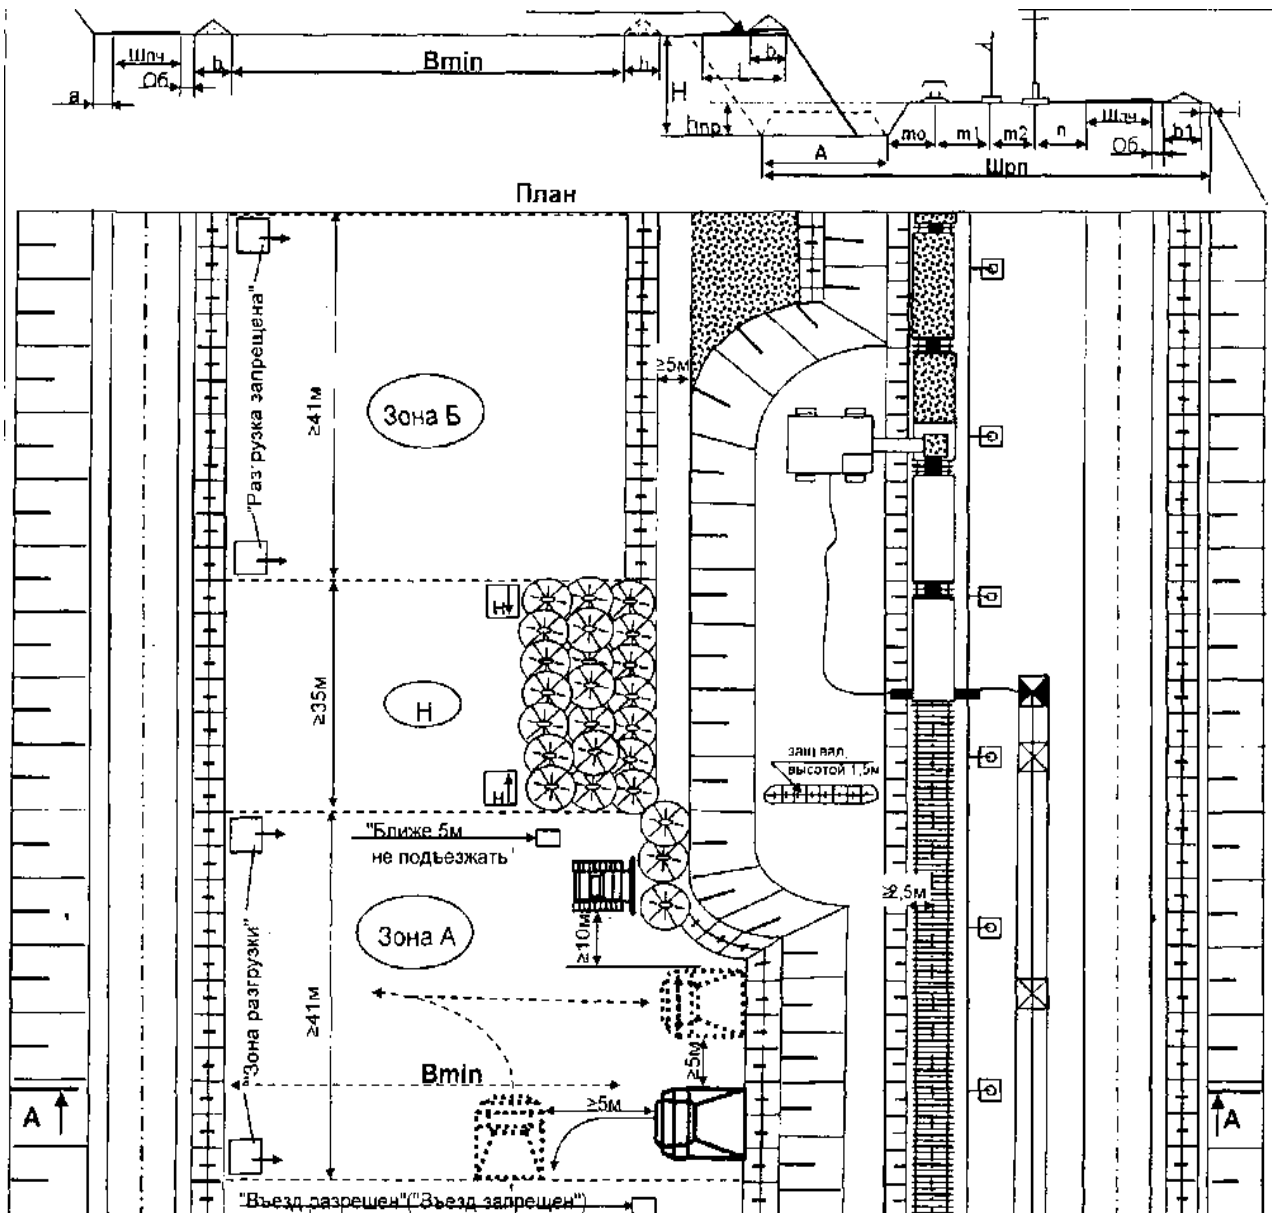 Шпч
b
Bmin
h
b
L
Об
a
H
hпр
A
mo
m1
m2
n
Шпч
Об
b1
Шрп
План
"Разгрузка запрещена"
≥41м
Зона Б
≥5м
H
≥35м
H
H
защ вал
высотой 1,5м
"Ближе 5м
не подъезжать"
≥2,5м
Зона А
≥10м
"Зона разгрузки"
≥41м
≥5м
Bmin
≥5м
A
A
"Въезд разрешен"("Въезд запрещен")